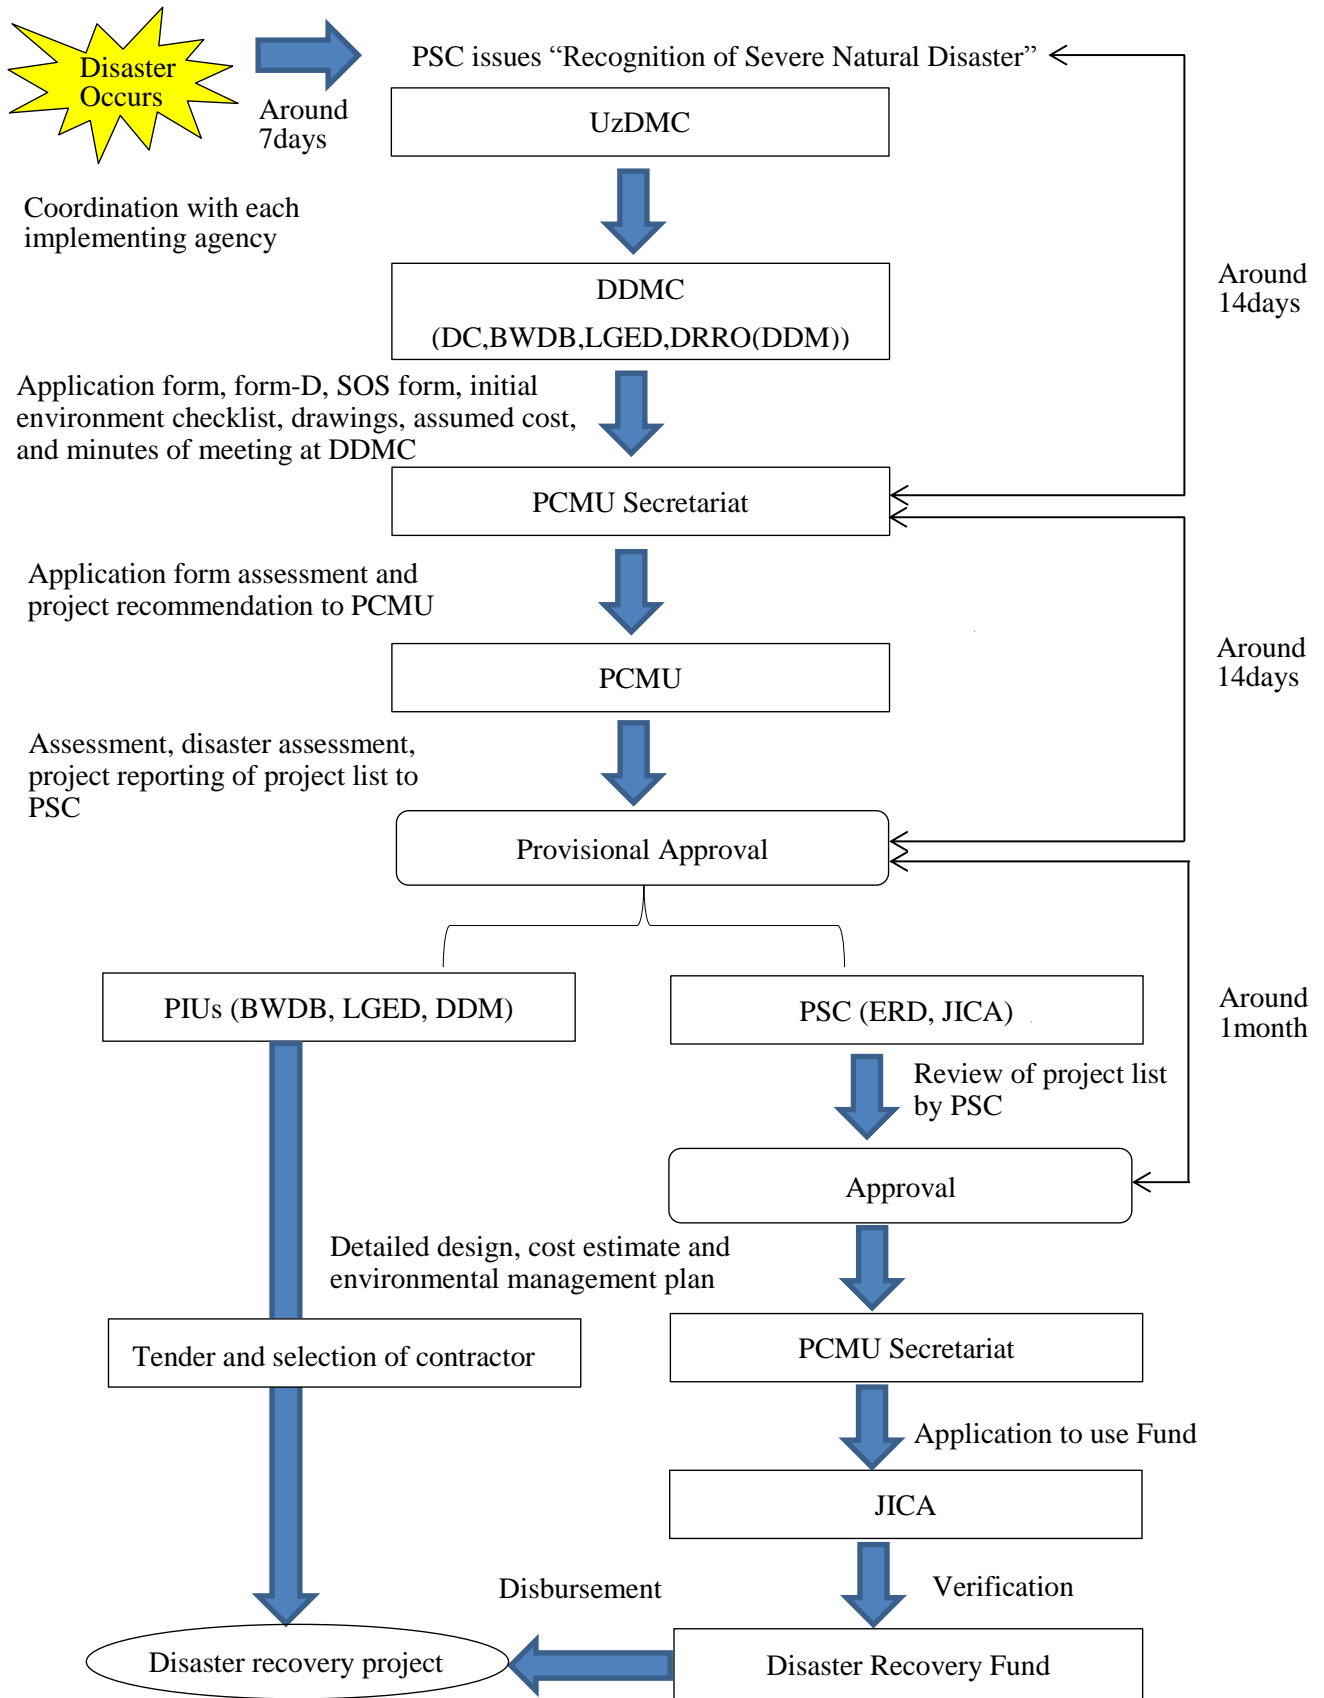 Disaster
Occurs
Around
7days
PSC issues “Recognition of Severe Natural Disaster”
UzDMC
Coordination with each
implementing agency
DDMC
(DC,BWDB,LGED,DRRO(DDM))
Around
14days
Application form, form-D, SOS form, initial
environment checklist, drawings, assumed cost,
and minutes of meeting at DDMC
PCMU Secretariat
Application form assessment and
project recommendation to PCMU
PCMU
Around
14days
Assessment, disaster assessment,
project reporting of project list to
PSC
Provisional Approval
PIUs (BWDB, LGED, DDM)
PSC (ERD, JICA)
Around
1month
Review of project list
by PSC
Approval
Detailed design, cost estimate and
environmental management plan
Tender and selection of contractor
PCMU Secretariat
Application to use Fund
JICA
Disbursement
Verification
Disaster recovery project
Disaster Recovery Fund